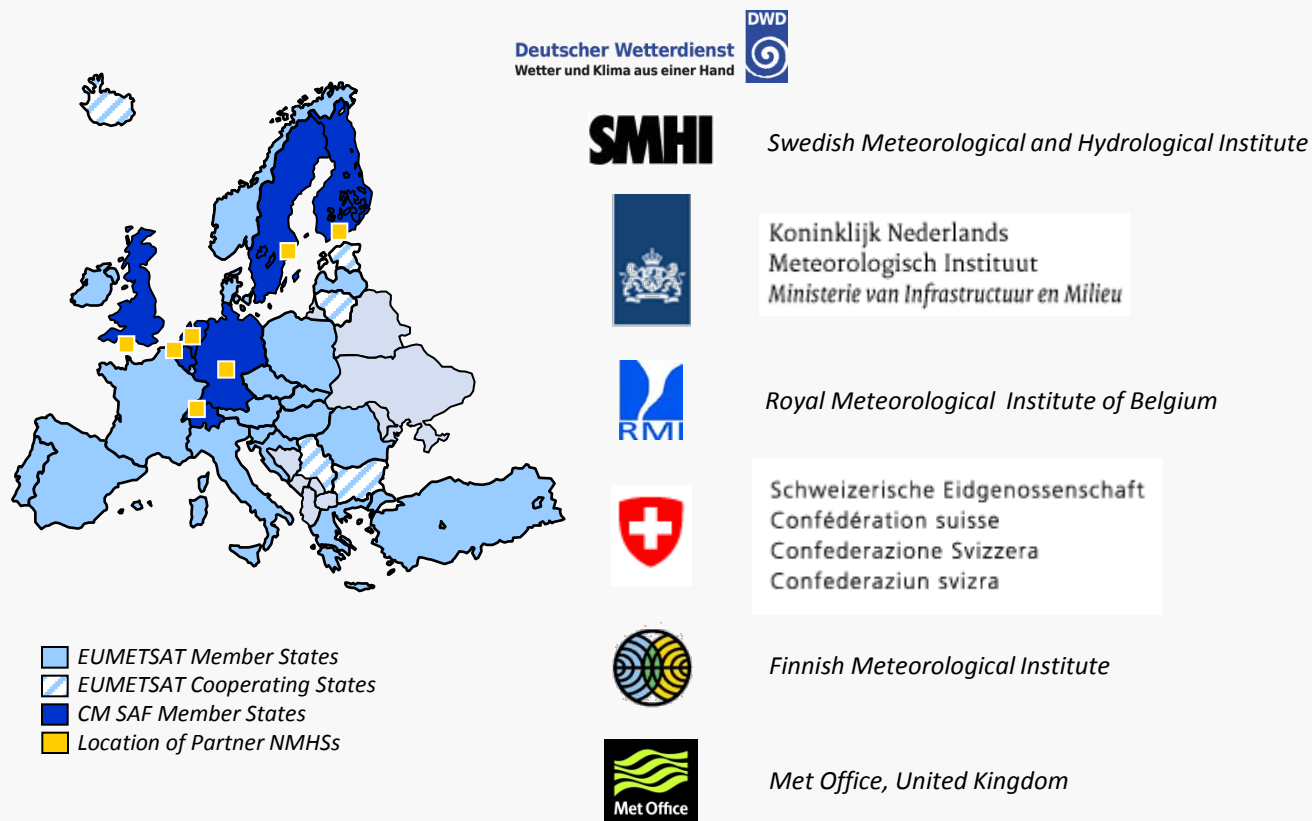 DWD
Deutscher Wetterdienst
Wetter und Klima aus einer Hand
SMHI
Swedish Meteorological and Hydrological Institute
Koninklijk Nederlands
Meteorologisch Instituut
Ministerie van Infrastructuur en Milieu
RMI
Royal Meteorological Institute of Belgium
Schweizerische Eidgenossenschaft
Confédération suisse
Confederazione Svizzera
Confederaziun svizra
Finnish Meteorological Institute
Met Office
Met Office, United Kingdom
EUMETSAT Member States
EUMETSAT Cooperating States
CM SAF Member States
Location of Partner NMHSs